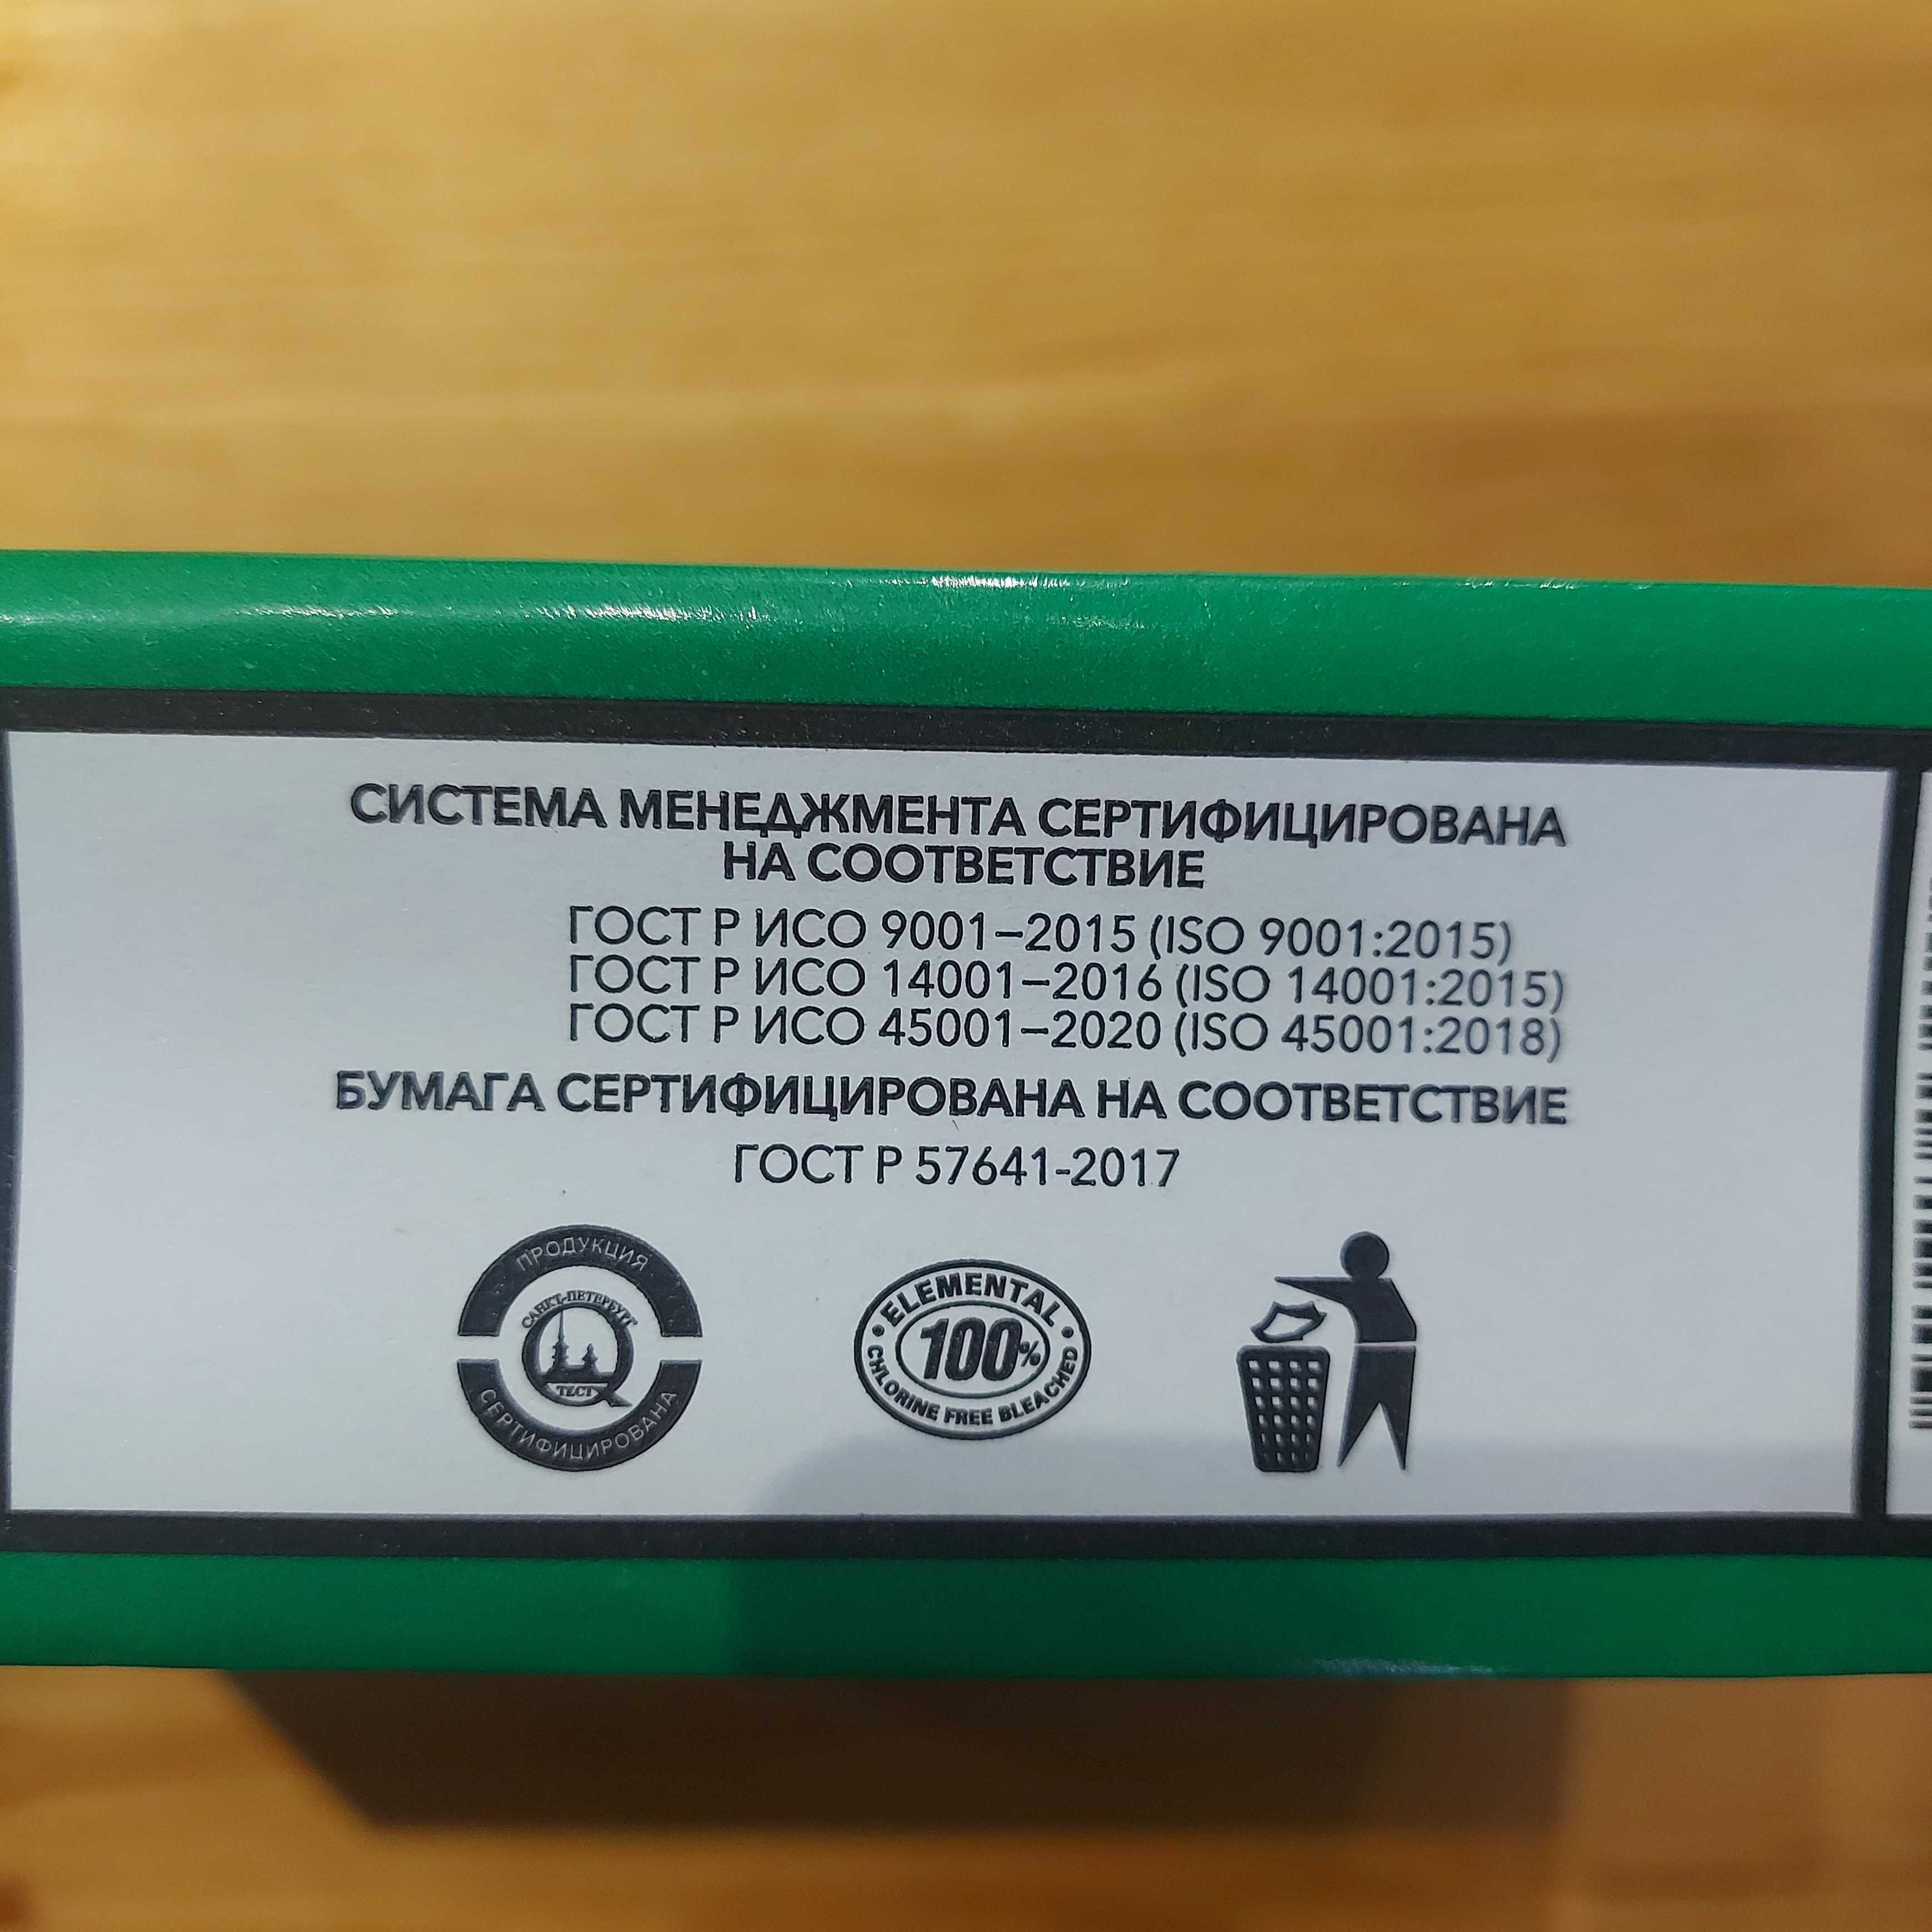 СИСТЕМА МЕНЕДЖМЕНТА СЕРТИФИЦИРОВАНА
НА СООТВЕТСТВИЕ
ГОСТ Р ИСО 9001–2015 (ISO 9001:2015)
ГОСТ Р ИСО 14001–2016 (ISO 14001:2015)
ГОСТ Р ИСО 45001–2020 (ISO 45001:2018)
БУМАГА СЕРТИФИЦИРОВАНА НА СООТВЕТСТВИЕ
ГОСТ Р 57641-2017
ПРОДУКЦИЯ
САНКТ-ПЕТЕРБУРГ
ТЕСТ
СЕРТИФИЦИРОВАНА
ELEMENTAL
100%
CHLORINE FREE BLEACHED